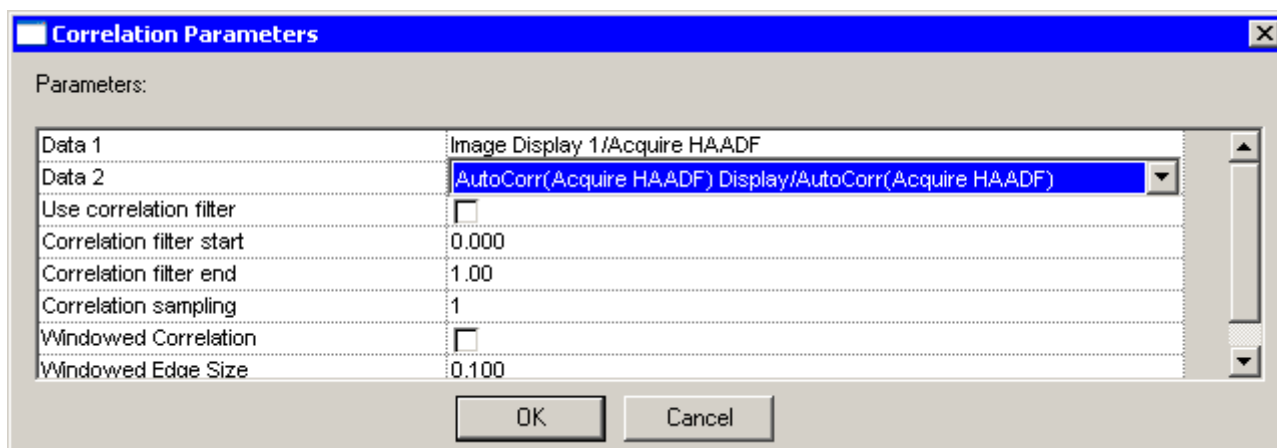 Correlation Parameters
Parameters:
Data 1 Image Display 1/Acquire HAADF
Data 2 AutoCorr(Acquire HAADF) Display/AutoCorr(Acquire HAADF)
Use correlation filter
Correlation filter start 0.000
Correlation filter end 1.00
Correlation sampling 1
Windowed Correlation
Windowed Edge Size 0.100
OK Cancel